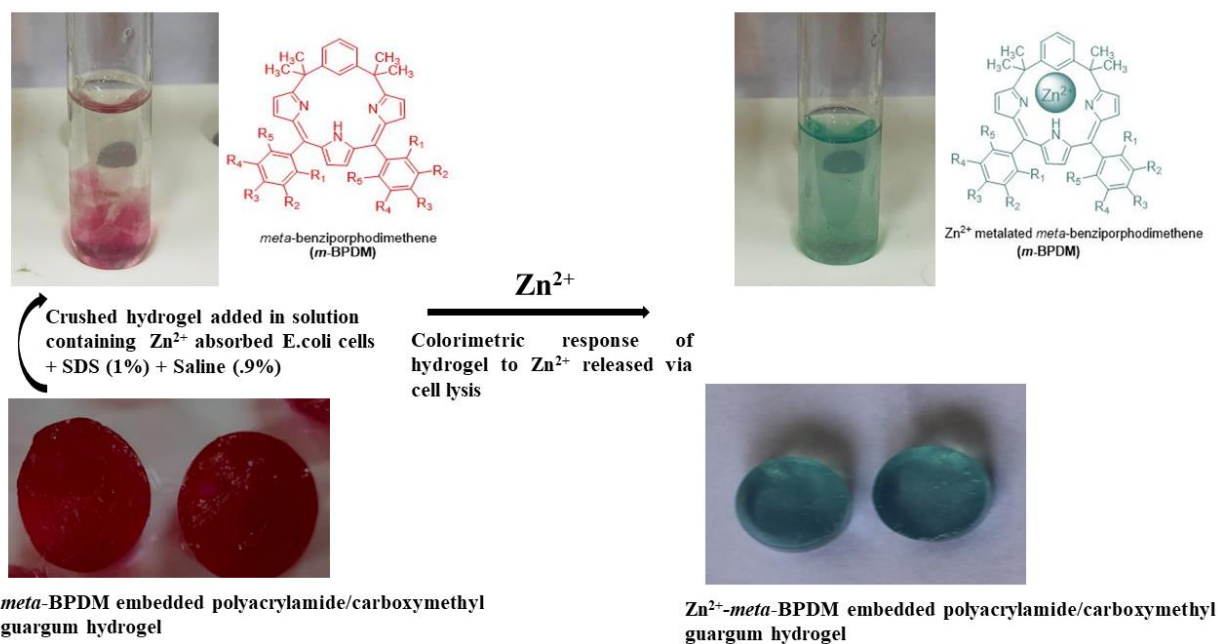 H₃C
H₃C
CH₃
CH₃
N
N
NH
R₅
R₄
R₃
R₂
R₁
R₁
R₂
R₃
R₄
R₅
meta-benziporphodimethene
(m-BPDM)
H₃C
H₃C
CH₃
CH₃
Zn²⁺
N
N
NH
R₅
R₄
R₃
R₂
R₁
R₁
R₂
R₃
R₄
R₅
Zn²⁺ metalated meta-benziporphodimethene
(m-BPDM)
Crushed hydrogel added in solution
containing Zn²⁺ absorbed E.coli cells
+ SDS (1%) + Saline (.9%)
Zn²⁺
Colorimetric response of
hydrogel to Zn²⁺ released via
cell lysis
meta-BPDM embedded polyacrylamide/carboxymethyl
guargum hydrogel
Zn²⁺-meta-BPDM embedded polyacrylamide/carboxymethyl
guargum hydrogel